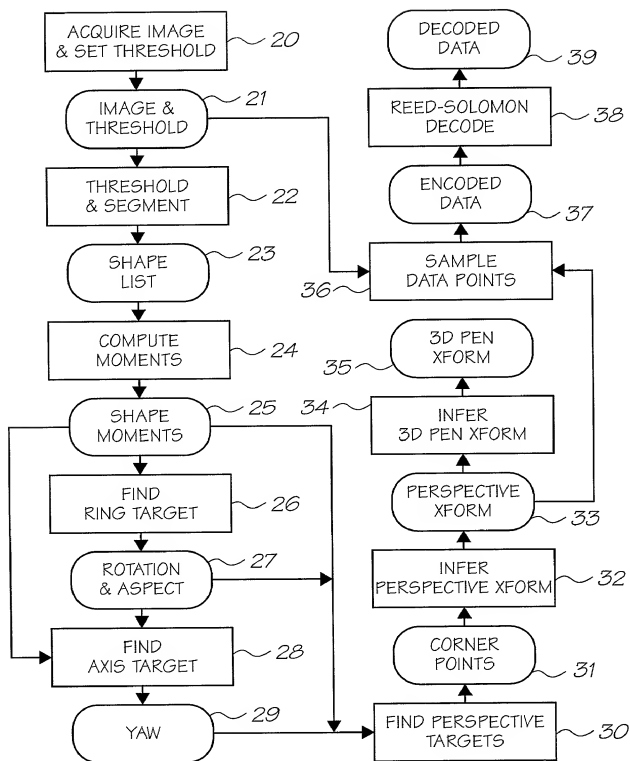 ACQUIRE IMAGE
& SET THRESHOLD
20
IMAGE &
THRESHOLD
21
THRESHOLD
& SEGMENT
22
SHAPE
LIST
23
COMPUTE
MOMENTS
24
SHAPE
MOMENTS
25
FIND
RING TARGET
26
ROTATION
& ASPECT
27
FIND
AXIS TARGET
28
YAW
29
FIND PERSPECTIVE
TARGETS
30
CORNER
POINTS
31
INFER
PERSPECTIVE XFORM
32
PERSPECTIVE
XFORM
33
INFER
3D PEN XFORM
34
3D PEN
XFORM
35
SAMPLE
DATA POINTS
36
ENCODED
DATA
37
REED-SOLOMON
DECODE
38
DECODED
DATA
39